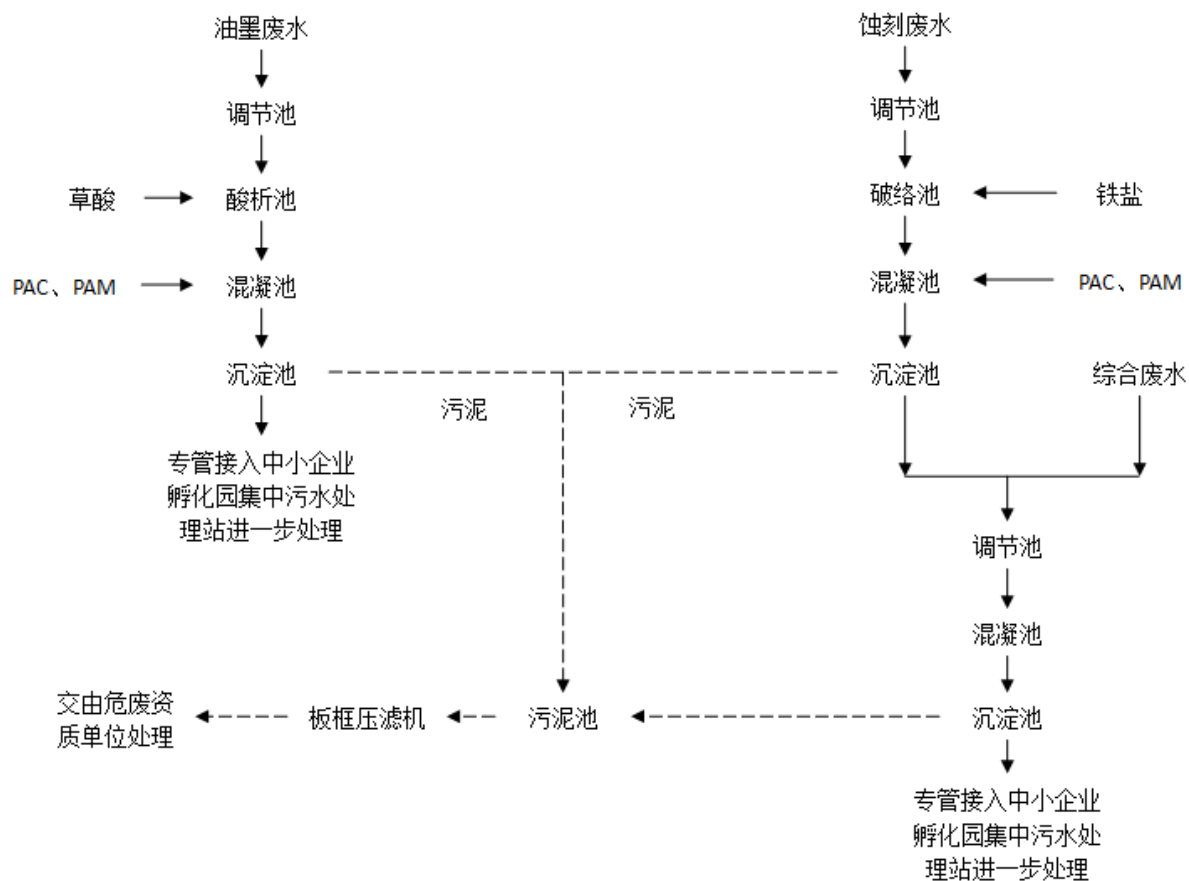 油墨废水
蚀刻废水
调节池
调节池
草酸
酸析池
破络池
铁盐
PAC、PAM
混凝池
混凝池
PAC、PAM
沉淀池
沉淀池
综合废水
污泥
污泥
专管接入中小企业
孵化园集中污水处
理站进一步处理
调节池
混凝池
交由危废资
质单位处理
板框压滤机
污泥池
沉淀池
专管接入中小企业
孵化园集中污水处
理站进一步处理